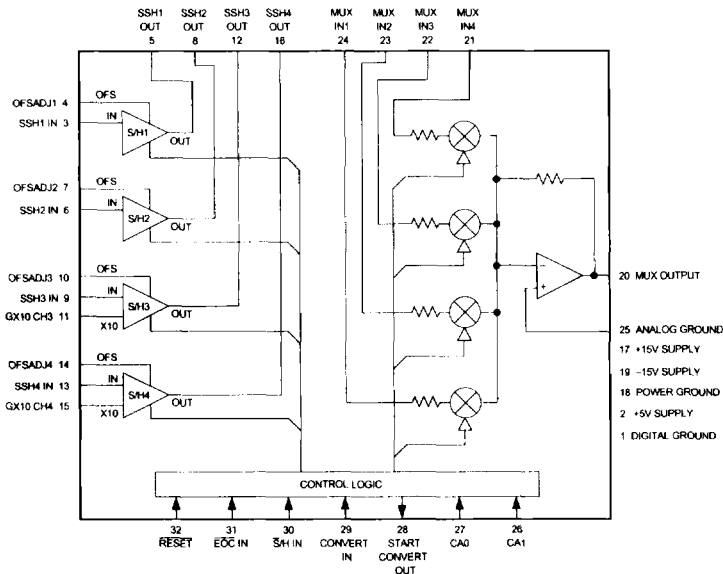 SSH1 SSH2 SSH3 SSH4 MUX MUX MUX MUX
OUT OUT OUT OUT IN1 IN2 IN3 IN4
5 8 12 16 24 23 22 21
OFSADJ1 4 OFS
SSH1 IN 3 IN
S/H1
OUT
OFSADJ2 7 OFS
SSH2 IN 6 IN
S/H2
OUT
OFSADJ3 10 OFS
SSH3 IN 9 IN
S/H3
GX10 CH3 11 X10
OUT
OFSADJ4 14 OFS
SSH4 IN 13 IN
S/H4
GX10 CH4 15 X10
OUT
−
+
20 MUX OUTPUT
25 ANALOG GROUND
17 +15V SUPPLY
19 −15V SUPPLY
18 POWER GROUND
2 +5V SUPPLY
1 DIGITAL GROUND
CONTROL LOGIC
32 31 30 29 28 27 26
RESET EOC IN S/H IN CONVERT START CA0 CA1
IN CONVERT
OUT